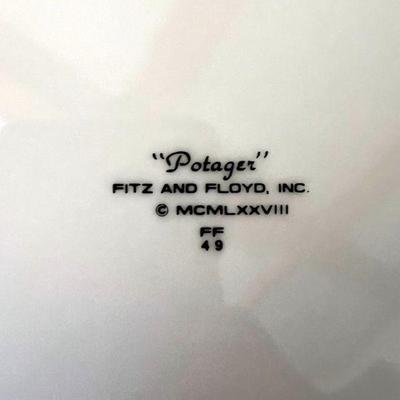 "Potager"
FITZ AND FLOYD, INC.
© MCMLXXVIII
FF
49